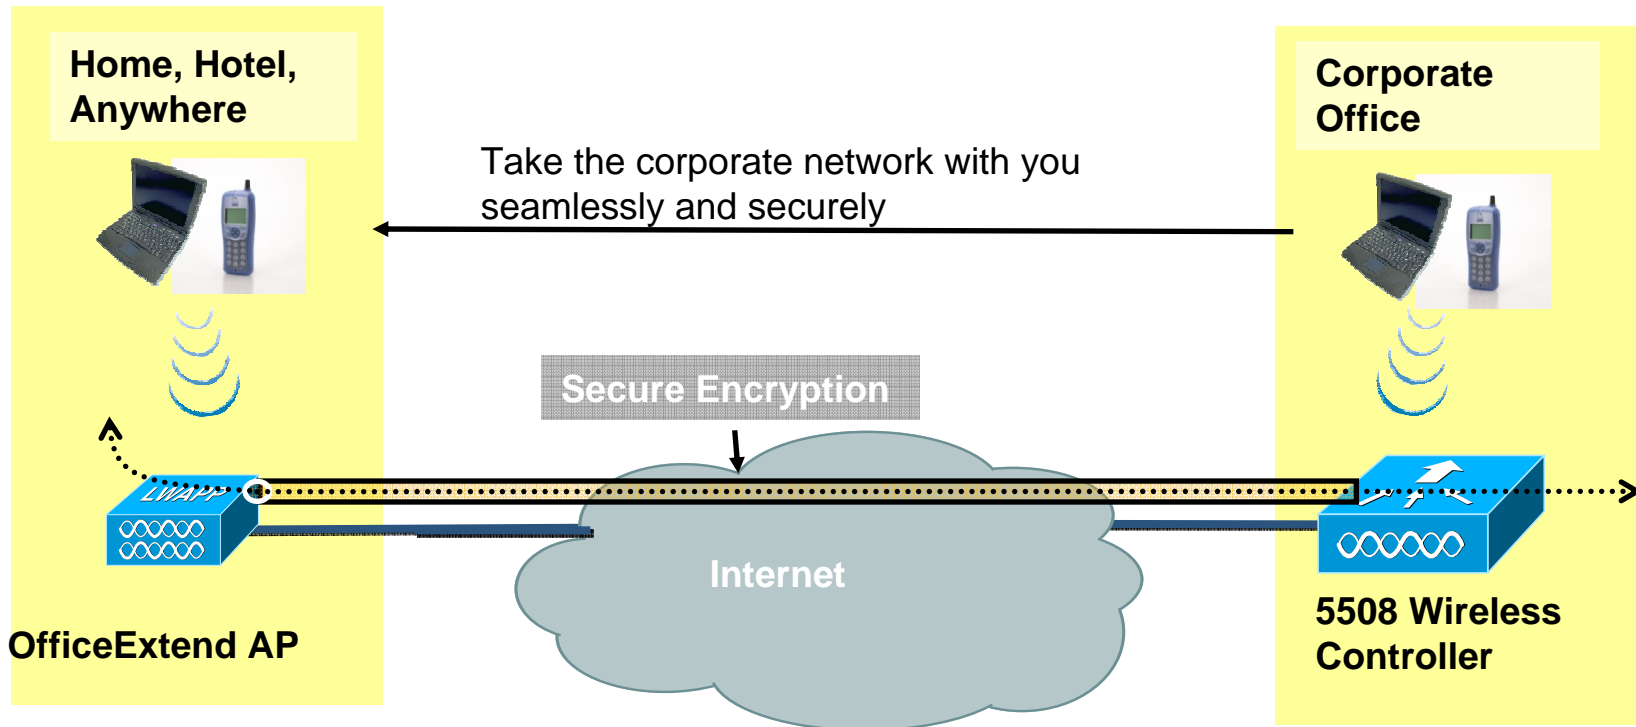 Home, Hotel,
Anywhere
Corporate
Office
Take the corporate network with you
seamlessly and securely
Secure Encryption
LWAPP
Internet
OfficeExtend AP
5508 Wireless
Controller